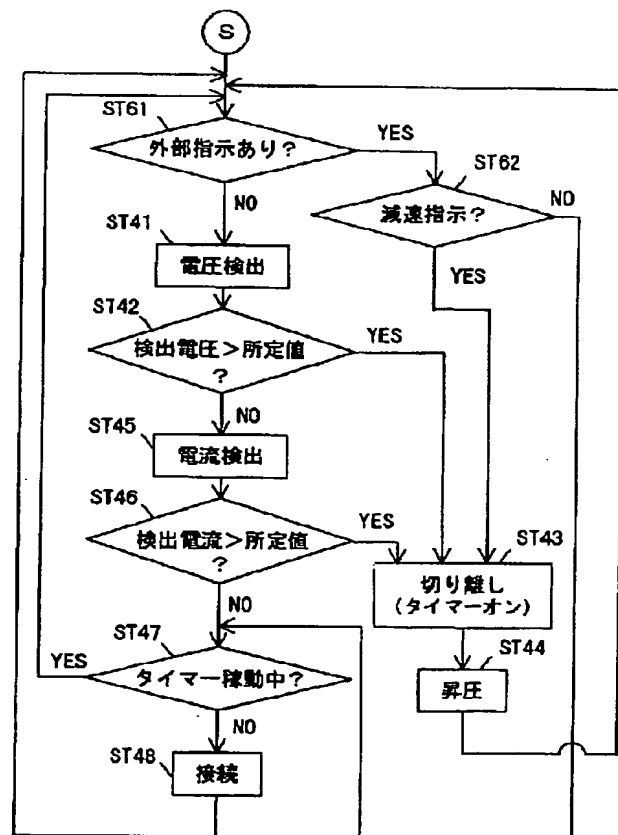 S
ST61
外部指示あり?
YES
ST62
NO
減速指示?
NO
YES
ST41
電圧検出
ST42
検出電圧>所定値
?
YES
NO
ST45
電流検出
ST46
検出電流>所定値
?
YES
ST43
切り離し
(タイマーオン)
NO
ST47
ST44
YES
タイマー稼動中?
昇圧
NO
ST48
接続